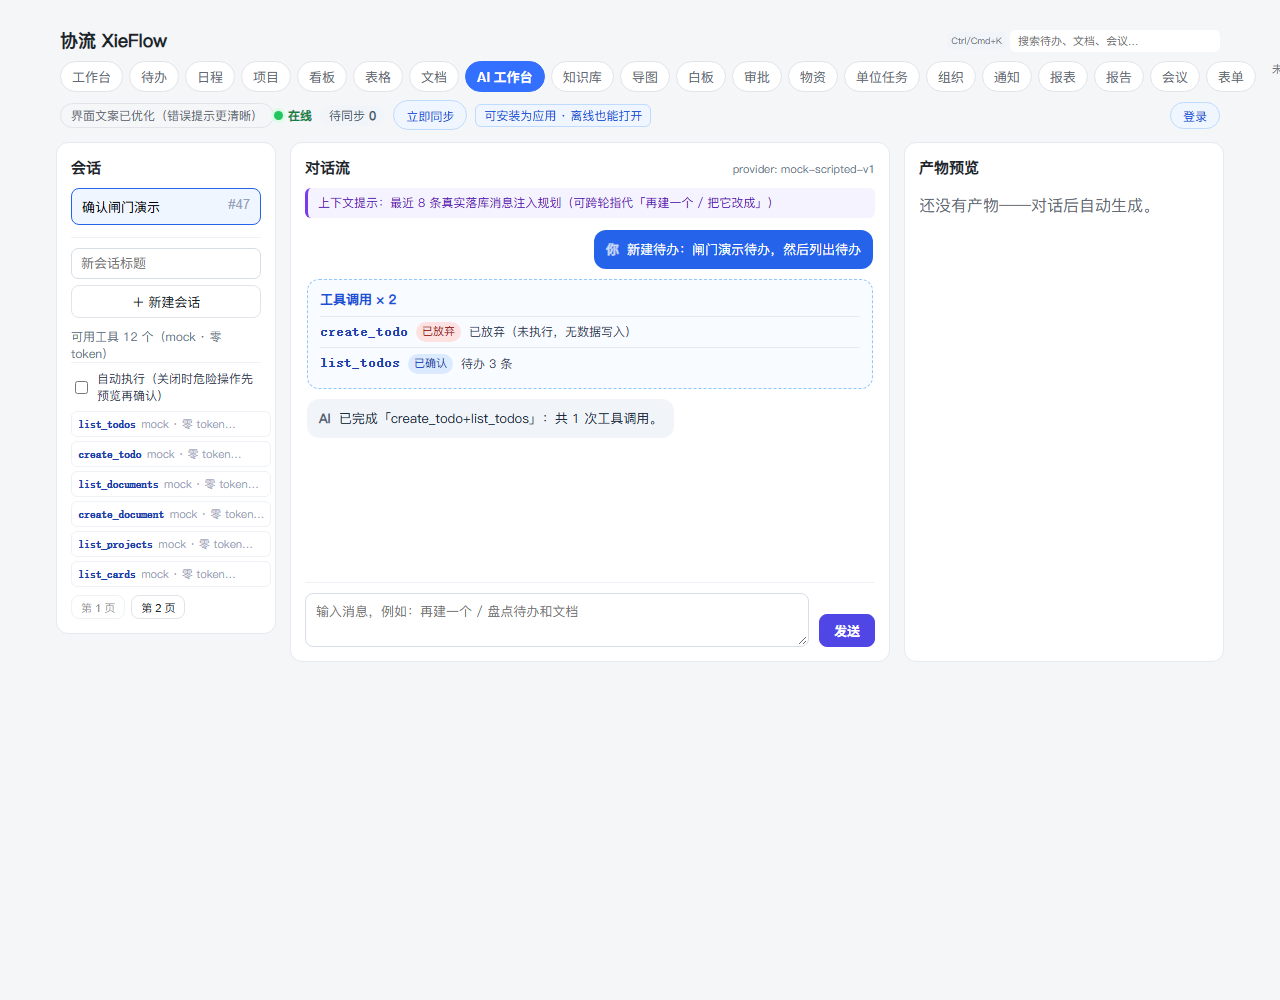 协流 XieFlow
Ctrl/Cmd+K
搜索待办、文档、会议...
工作台
待办
日程
项目
看板
表格
文档
AI 工作台
知识库
导图
白板
审批
物资
单位任务
组织
通知
报表
报告
会议
表单
界面文案已优化（错误提示更清晰）
在线
待同步 0
立即同步
可安装为应用 · 离线也能打开
登录
会话
确认闸门演示
#47
新会话标题
＋ 新建会话
可用工具 12 个（mock · 零
token）
自动执行（关闭时危险操作先
预览再确认）
list_todos mock · 零 token...
create_todo mock · 零 token...
list_documents mock · 零 token...
create_document mock · 零 token...
list_projects mock · 零 token...
list_cards mock · 零 token...
第 1 页
第 2 页
对话流
provider: mock-scripted-v1
上下文提示：最近 8 条真实落库消息注入规划（可跨轮指代「再建一个 / 把它改成」）
你 新建待办：闸门演示待办，然后列出待办
工具调用 × 2
create_todo 已放弃 已放弃（未执行，无数据写入）
list_todos 已确认 待办 3 条
AI 已完成「create_todo+list_todos」：共 1 次工具调用。
输入消息，例如：再建一个 / 盘点待办和文档
发送
产物预览
还没有产物——对话后自动生成。